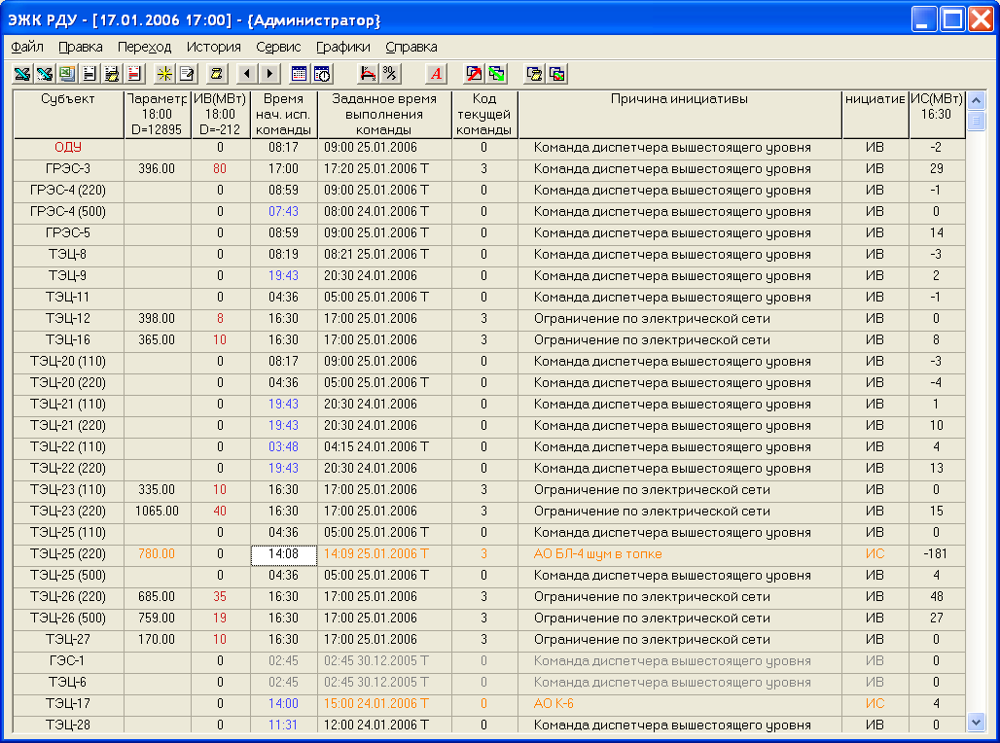 ЭЖК РДУ - [17.01.2006 17:00] - {Администратор}
Файл Правка Переход История Сервис Графики Справка
Субъект Параметр ИВ(МВт) Время Заданное время Код Причина инициативы нициатив ИС(МВт)
18:00 18:00 нач. исп. выполнения текущей 16:30
D=12895 D=-212 команды команды команды
ОДУ 0 08:17 09:00 25.01.2006 0 Команда диспетчера вышестоящего уровня ИВ -2
ГРЭС-3 396.00 80 17:00 17:20 25.01.2006 Т 3 Команда диспетчера вышестоящего уровня ИВ 29
ГРЭС-4 (220) 0 08:59 09:00 25.01.2006 Т 0 Команда диспетчера вышестоящего уровня ИВ -1
ГРЭС-4 (500) 0 07:43 08:00 24.01.2006 Т 0 Команда диспетчера вышестоящего уровня ИВ 0
ГРЭС-5 0 08:59 09:00 25.01.2006 Т 0 Команда диспетчера вышестоящего уровня ИВ 14
ТЭЦ-8 0 08:19 08:21 25.01.2006 Т 0 Команда диспетчера вышестоящего уровня ИВ -3
ТЭЦ-9 0 19:43 20:30 24.01.2006 0 Команда диспетчера вышестоящего уровня ИВ 2
ТЭЦ-11 0 04:36 05:00 25.01.2006 Т 0 Команда диспетчера вышестоящего уровня ИВ -1
ТЭЦ-12 398.00 8 16:30 17:00 25.01.2006 3 Ограничение по электрической сети ИВ 0
ТЭЦ-16 365.00 10 16:30 17:00 25.01.2006 3 Ограничение по электрической сети ИВ 8
ТЭЦ-20 (110) 0 08:17 09:00 25.01.2006 0 Команда диспетчера вышестоящего уровня ИВ -3
ТЭЦ-20 (220) 0 04:36 05:00 25.01.2006 Т 0 Команда диспетчера вышестоящего уровня ИВ -4
ТЭЦ-21 (110) 0 19:43 20:30 24.01.2006 0 Команда диспетчера вышестоящего уровня ИВ 1
ТЭЦ-21 (220) 0 19:43 20:30 24.01.2006 0 Команда диспетчера вышестоящего уровня ИВ 10
ТЭЦ-22 (110) 0 03:48 04:15 24.01.2006 Т 0 Команда диспетчера вышестоящего уровня ИВ 4
ТЭЦ-22 (220) 0 19:43 20:30 24.01.2006 0 Команда диспетчера вышестоящего уровня ИВ 13
ТЭЦ-23 (110) 335.00 10 16:30 17:00 25.01.2006 3 Ограничение по электрической сети ИВ 0
ТЭЦ-23 (220) 1065.00 40 16:30 17:00 25.01.2006 3 Ограничение по электрической сети ИВ 15
ТЭЦ-25 (110) 0 04:36 05:00 25.01.2006 Т 0 Команда диспетчера вышестоящего уровня ИВ 0
ТЭЦ-25 (220) 780.00 0 14:08 14:09 25.01.2006 Т 3 АО БЛ-4 шум в топке ИС -181
ТЭЦ-25 (500) 0 04:36 05:00 25.01.2006 Т 0 Команда диспетчера вышестоящего уровня ИВ 4
ТЭЦ-26 (220) 685.00 35 16:30 17:00 25.01.2006 3 Ограничение по электрической сети ИВ 48
ТЭЦ-26 (500) 759.00 19 16:30 17:00 25.01.2006 3 Ограничение по электрической сети ИВ 27
ТЭЦ-27 170.00 10 16:30 17:00 25.01.2006 3 Ограничение по электрической сети ИВ 0
ГЭС-1 0 02:45 02:45 30.12.2005 Т 0 Команда диспетчера вышестоящего уровня ИВ 0
ТЭЦ-6 0 02:45 02:45 30.12.2005 Т 0 Команда диспетчера вышестоящего уровня ИВ 0
ТЭЦ-17 0 14:00 15:00 24.01.2006 Т 0 АО К-6 ИС 4
ТЭЦ-28 0 11:31 12:00 24.01.2006 Т 0 Команда диспетчера вышестоящего уровня ИВ 0